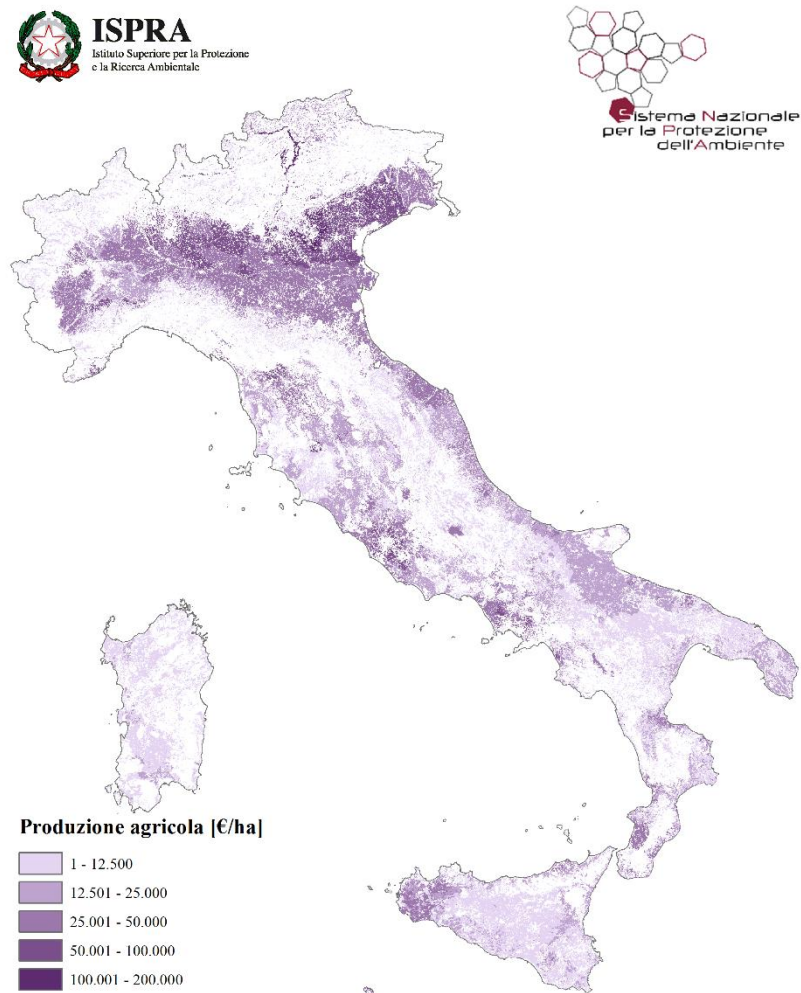 ISPRA
Istituto Superiore per la Protezione
e la Ricerca Ambientale
Sistema Nazionale
per la Protezione
dell'Ambiente
Produzione agricola [€/ha]
1 - 12.500
12.501 - 25.000
25.001 - 50.000
50.001 - 100.000
100.001 - 200.000